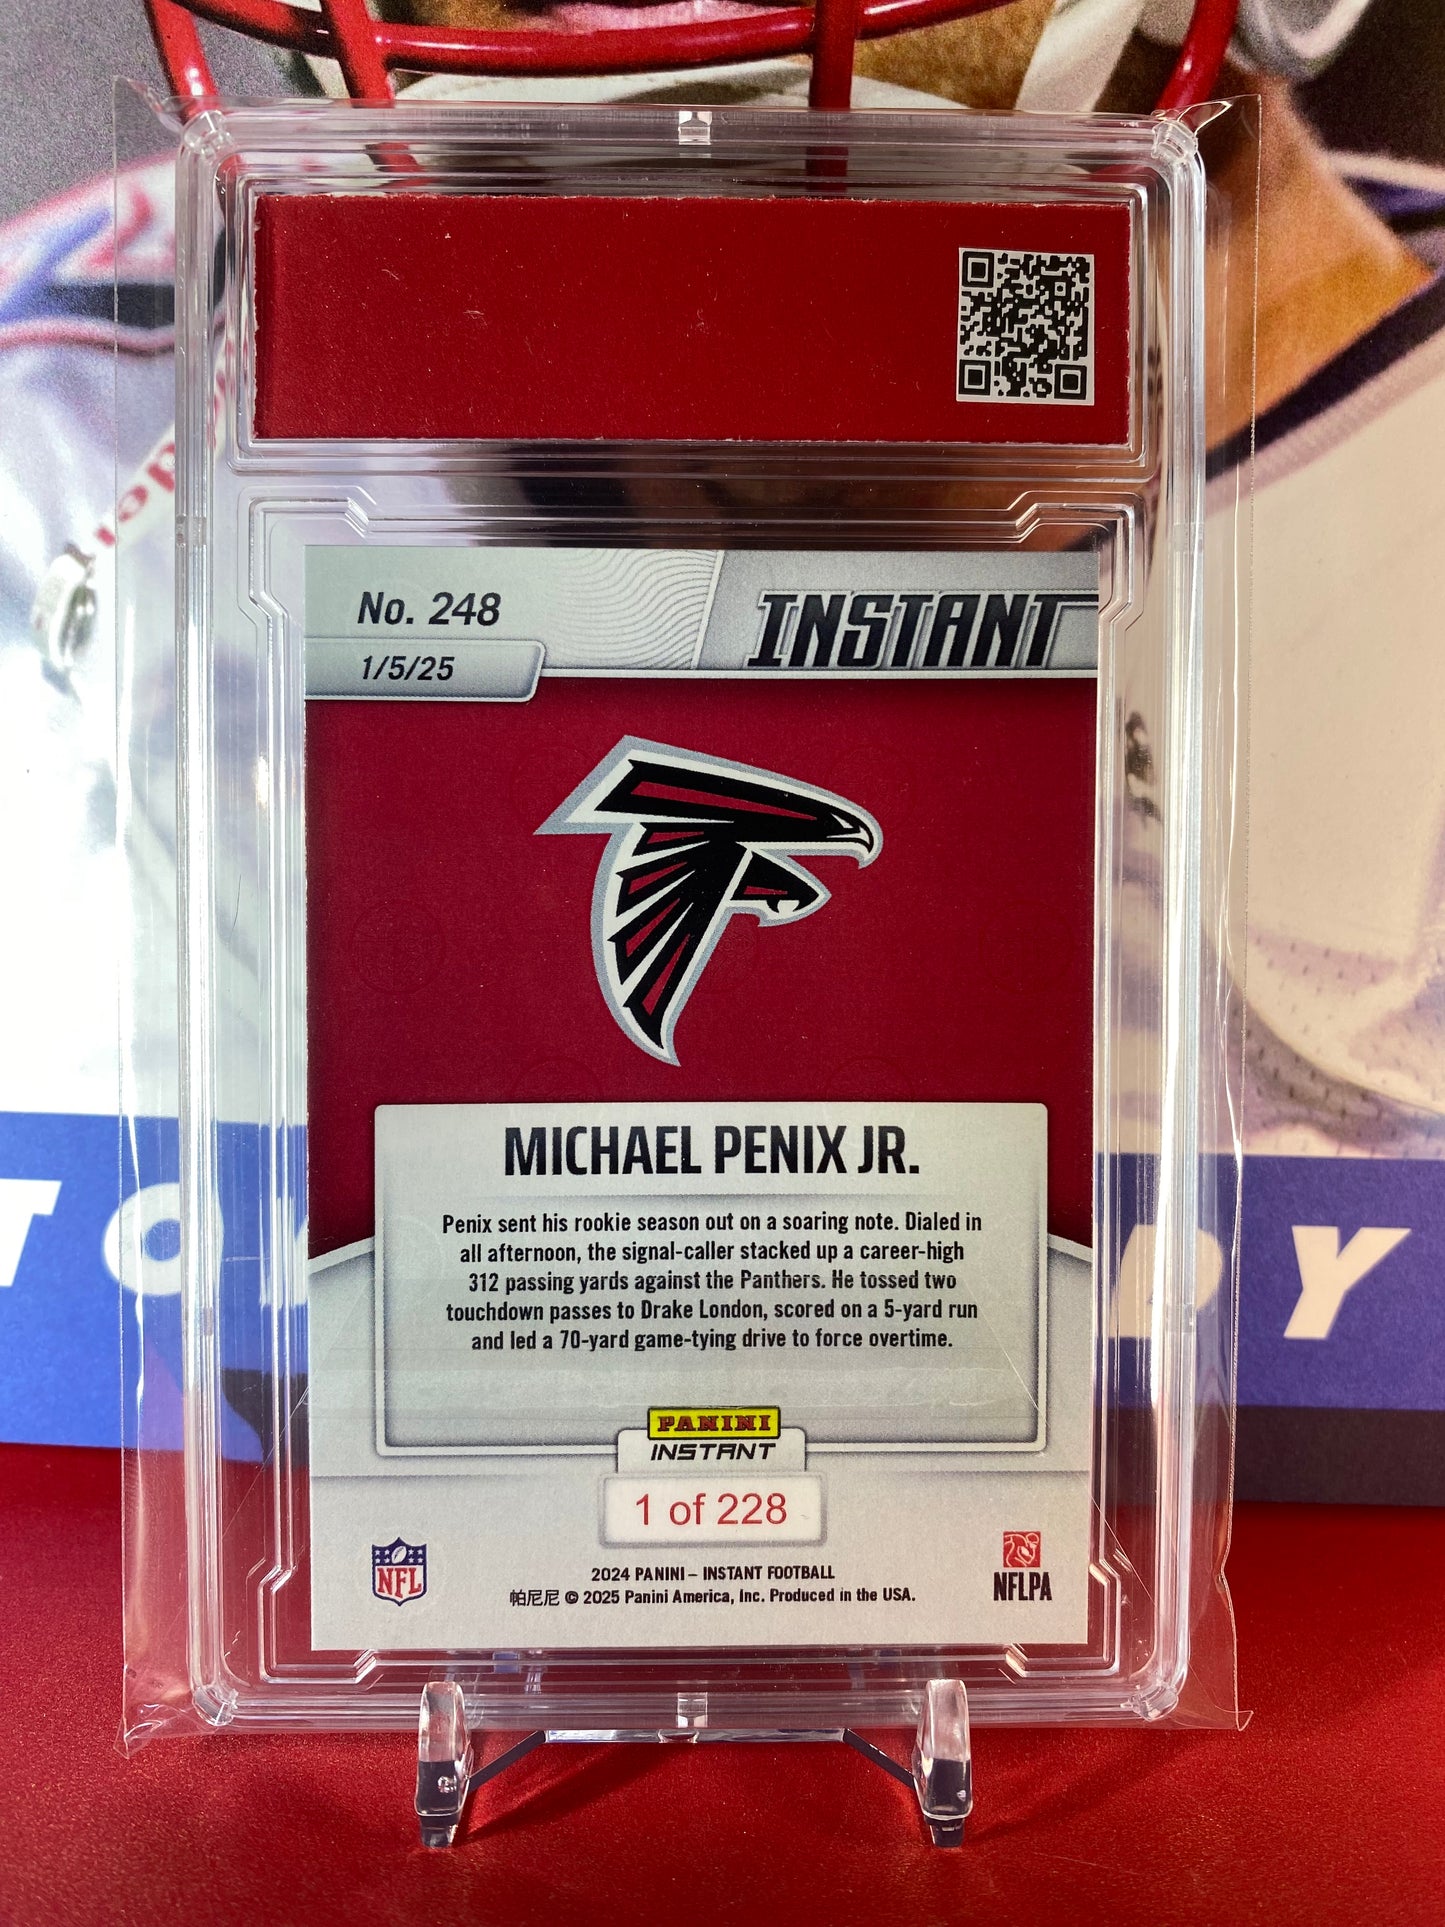 No. 248
INSTANT
1/5/25
MICHAEL PENIX JR.
Penix sent his rookie season out on a soaring note. Dialed in
all afternoon, the signal-caller stacked up a career-high
312 passing yards against the Panthers. He tossed two
touchdown passes to Drake London, scored on a 5-yard run
and led a 70-yard game-tying drive to force overtime.
PANINI
INSTANT
1 of 228
NFL
NFLPA
2024 PANINI – INSTANT FOOTBALL
帕尼尼 © 2025 Panini America, Inc. Produced in the USA.